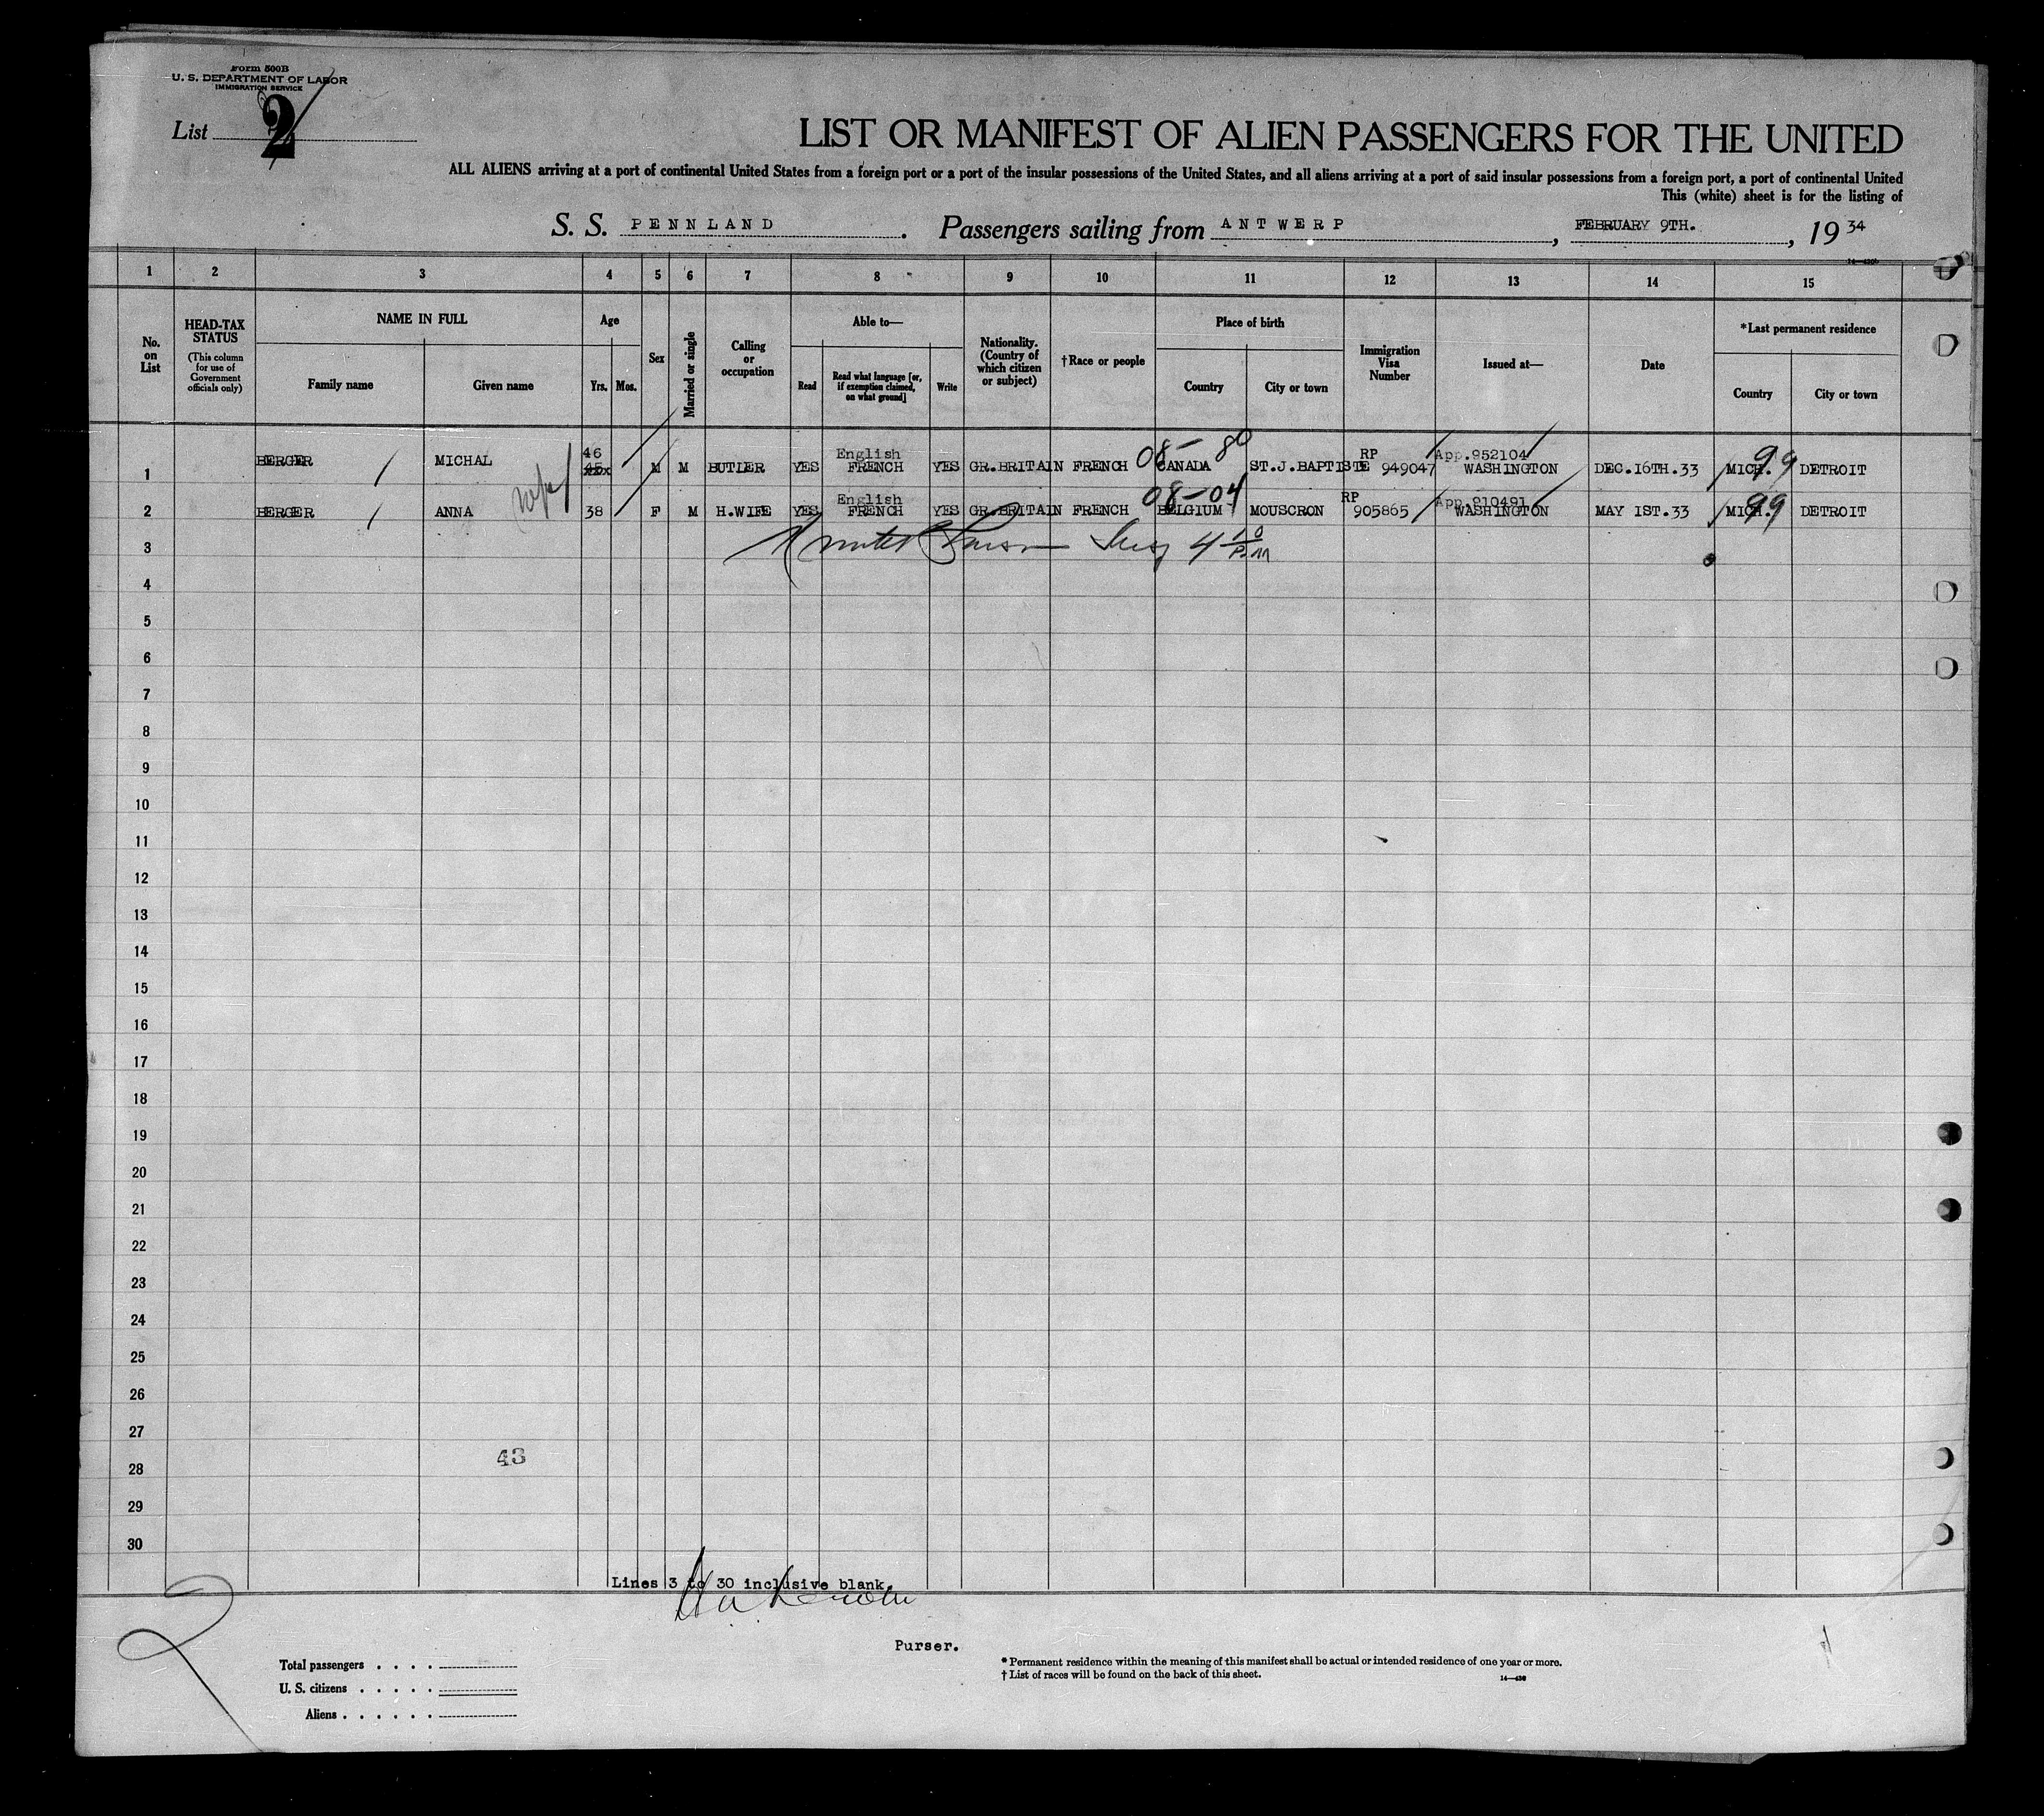 Form 500B
U. S. DEPARTMENT OF LABOR
IMMIGRATION SERVICE
List 2
LIST OR MANIFEST OF ALIEN PASSENGERS FOR THE UNITED
ALL ALIENS arriving at a port of continental United States from a foreign port or a port of the insular possessions of the United States, and all aliens arriving at a port of said insular possessions from a foreign port, a port of continental United
This (white) sheet is for the listing of
S. S. PENNLAND. Passengers sailing from ANTWERP, FEBRUARY 9TH., 19 34
1 2 3 4 5 6 7 8 9 10 11 12 13 14 15
No. on List
HEAD-TAX STATUS
(This column for use of Government officials only)
NAME IN FULL
Family name Given name
Age
Yrs. Mos.
Sex
Married or single
Calling or occupation
Able to—
Read
Read what language [or, if exemption claimed, on what ground]
Write
Nationality. (Country of which citizen or subject)
†Race or people
Place of birth
Country City or town
Immigration Visa Number
Issued at—
Date
*Last permanent residence
Country City or town
46 English 08- 80 RP App.952104 99
1 BERGER MICHAL M M BUTLER YES FRENCH YES GR.BRITAIN FRENCH CANADA ST.J.BAPTISTE 949047 WASHINGTON DEC.16TH.33 MICH. DETROIT
English 08-04 RP App.810491 99
2 BERGER ANNA 38 F M H.WIFE YES FRENCH YES GR.BRITAIN FRENCH BELGIUM MOUSCRON 905865 WASHINGTON MAY 1ST.33 MICH. DETROIT
3
4
5
6
7
8
9
10
11
12
13
14
15
16
17
18
19
20
21
22
23
24
25
26
27
28
43
29
30
Lines 3 to 30 inclusive blank.
Purser.
Total passengers . . . .
U. S. citizens . . . . .
Aliens . . . . . .
* Permanent residence within the meaning of this manifest shall be actual or intended residence of one year or more.
† List of races will be found on the back of this sheet.
14—430